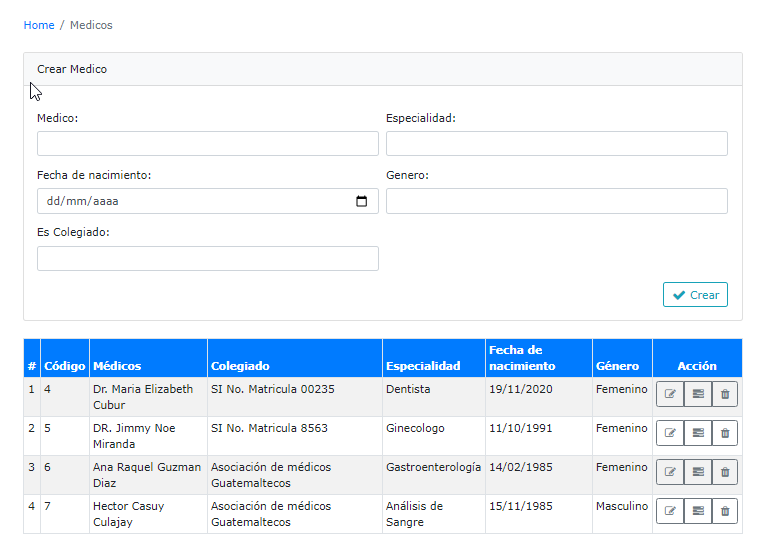 Home / Medicos
Crear Medico
Medico:
Especialidad:
Fecha de nacimiento:
Genero:
dd/mm/aaaa
Es Colegiado:
Crear
# Código Médicos Colegiado Especialidad Fecha de nacimiento Género Acción
1 4 Dr. Maria Elizabeth Cubur SI No. Matricula 00235 Dentista 19/11/2020 Femenino
2 5 DR. Jimmy Noe Miranda SI No. Matricula 8563 Ginecologo 11/10/1991 Femenino
3 6 Ana Raquel Guzman Diaz Asociación de médicos Guatemaltecos Gastroenterología 14/02/1985 Femenino
4 7 Hector Casuy Culajay Asociación de médicos Guatemaltecos Análisis de Sangre 15/11/1985 Masculino